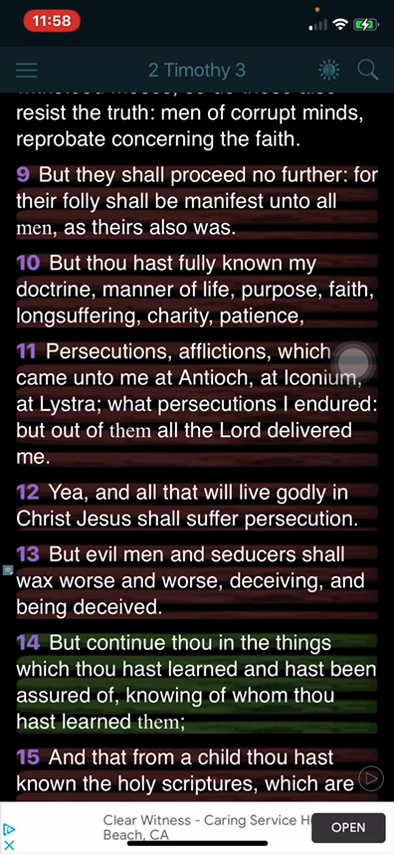 11:58
2 Timothy 3
resist the truth: men of corrupt minds,
reprobate concerning the faith.
9 But they shall proceed no further: for
their folly shall be manifest unto all
men, as theirs also was.
10 But thou hast fully known my
doctrine, manner of life, purpose, faith,
longsuffering, charity, patience,
11 Persecutions, afflictions, which
came unto me at Antioch, at Iconium,
at Lystra; what persecutions I endured:
but out of them all the Lord delivered
me.
12 Yea, and all that will live godly in
Christ Jesus shall suffer persecution.
13 But evil men and seducers shall
wax worse and worse, deceiving, and
being deceived.
14 But continue thou in the things
which thou hast learned and hast been
assured of, knowing of whom thou
hast learned them;
15 And that from a child thou hast
known the holy scriptures, which are
Clear Witness - Caring Service H
Beach, CA
OPEN